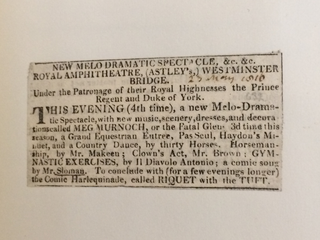 NEW MELO DRAMATIC SPECTACLE, &c. &c.
ROYAL AMPHITHEATRE, (ASTLEY's,) WESTMINSTER
BRIDGE.
Under the Patronage of their Royal Highnesses the Prince
Regent and Duke of York.
THIS EVENING (4th time), a new Melo-Drama-
tic Spectacle, with new music, scenery, dresses, and decora-
tions called MEG MURNOCH, or the Fatal Glen: 3d time this
season, a Grand Equestrian Entree, Pas Seul, Haydn's Mi-
nuet, and a Country Dance, by thirty Horses. Horseman-
ship, by Mr. Makeen; Clown's Act, Mr. Brown; GYM-
NASTIC EXERLISES, by Il Diavolo Antonio; a comic song
by Mr. Sloman. To conclude with (for a few evenings longer)
the Comic Harlequinade, called RIQUET with the TUFT.